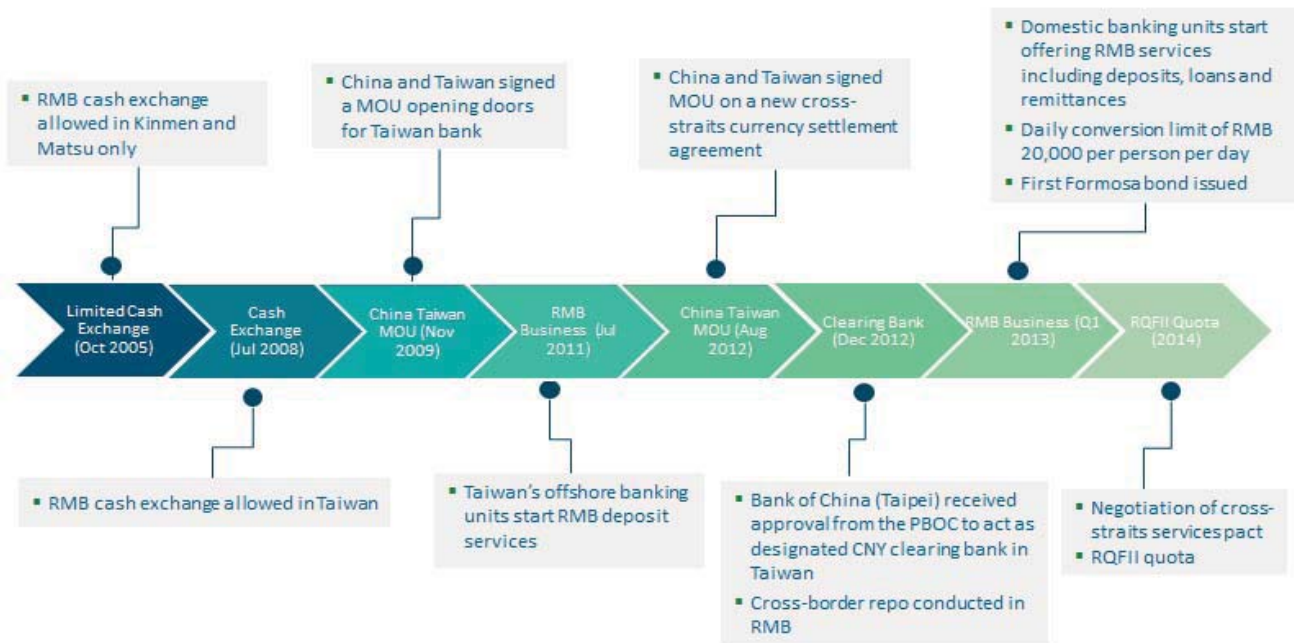 ▪ RMB cash exchange
allowed in Kinmen and
Matsu only
▪ China and Taiwan signed
a MOU opening doors
for Taiwan bank
▪ China and Taiwan signed
MOU on a new cross-
straits currency settlement
agreement
▪ Domestic banking units start
offering RMB services
including deposits, loans and
remittances
▪ Daily conversion limit of RMB
20,000 per person per day
▪ First Formosa bond issued
Limited Cash
Exchange
(Oct 2005)
Cash
Exchange
(Jul 2008)
China Taiwan
MOU (Nov
2009)
RMB
Business (Jul
2011)
China Taiwan
MOU (Aug
2012)
Clearing Bank
(Dec 2012)
RMB Business (Q1
2013)
RQFII Quota
(2014)
▪ RMB cash exchange allowed in Taiwan
▪ Taiwan's offshore banking
units start RMB deposit
services
▪ Bank of China (Taipei) received
approval from the PBOC to act as
designated CNY clearing bank in
Taiwan
▪ Cross-border repo conducted in
RMB
▪ Negotiation of cross-
straits services pact
▪ RQFII quota